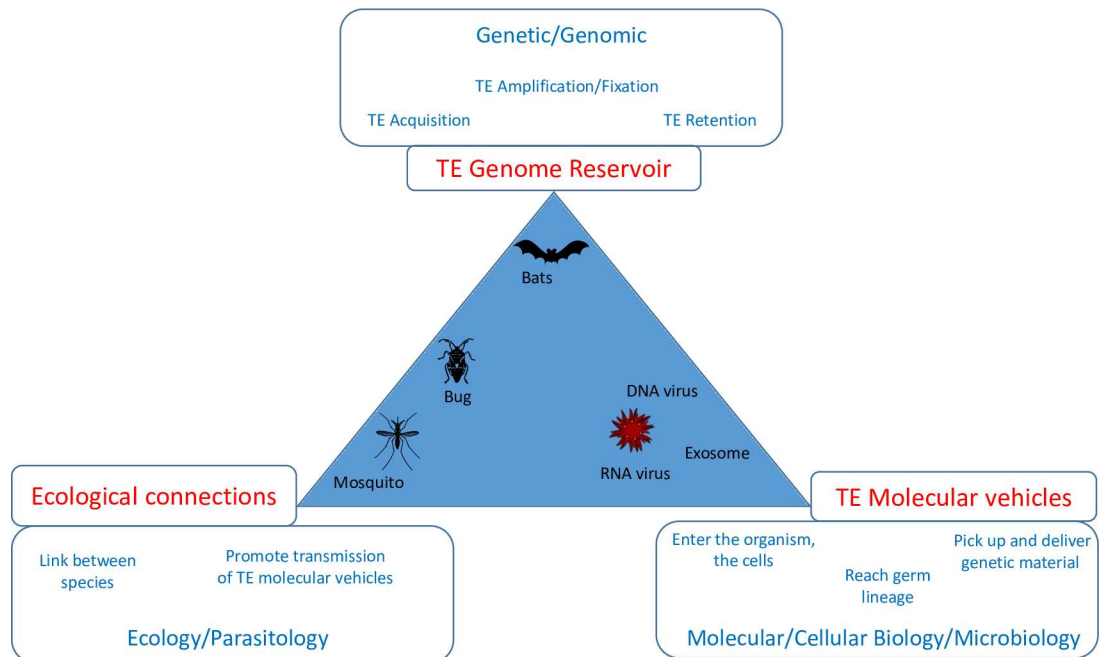 Genetic/Genomic
TE Amplification/Fixation
TE Acquisition
TE Retention
TE Genome Reservoir
Bats
Bug
DNA virus
Exosome
RNA virus
Mosquito
Ecological connections
TE Molecular vehicles
Link between
species
Promote transmission
of TE molecular vehicles
Ecology/Parasitology
Enter the organism,
the cells
Reach germ
lineage
Pick up and deliver
genetic material
Molecular/Cellular Biology/Microbiology